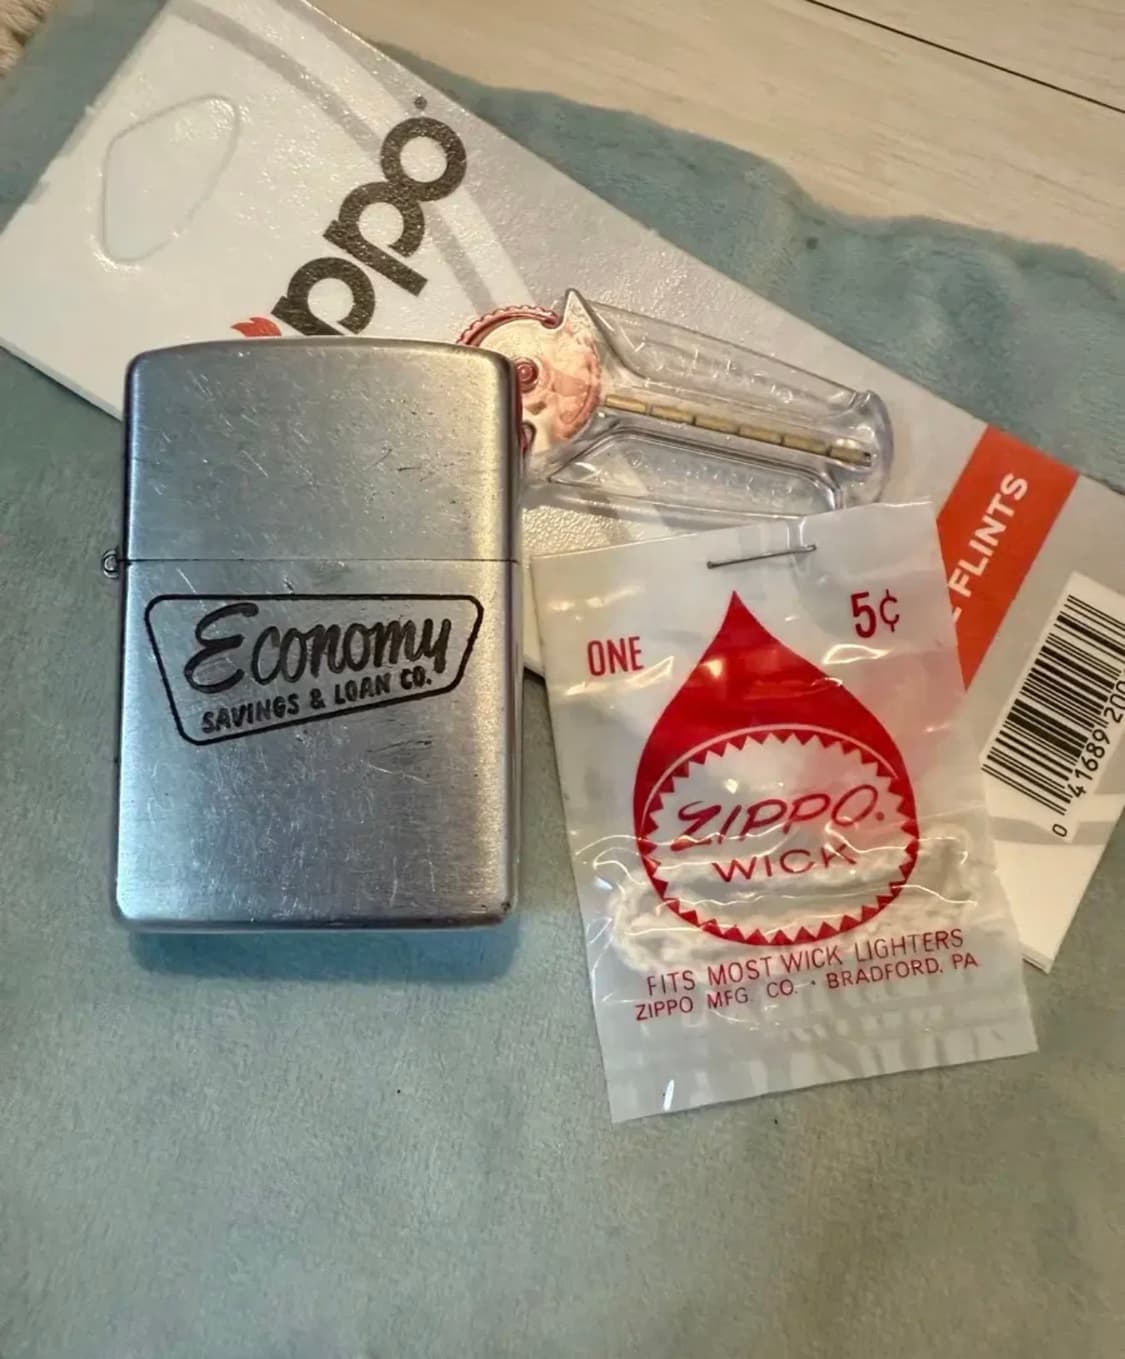 ippo
Economy
SAVINGS & LOAN CO.
FLINTS
ONE
5¢
ZIPPO.
WICK
FITS MOST WICK LIGHTERS
ZIPPO MFG. CO. · BRADFORD, PA
0 41689 200